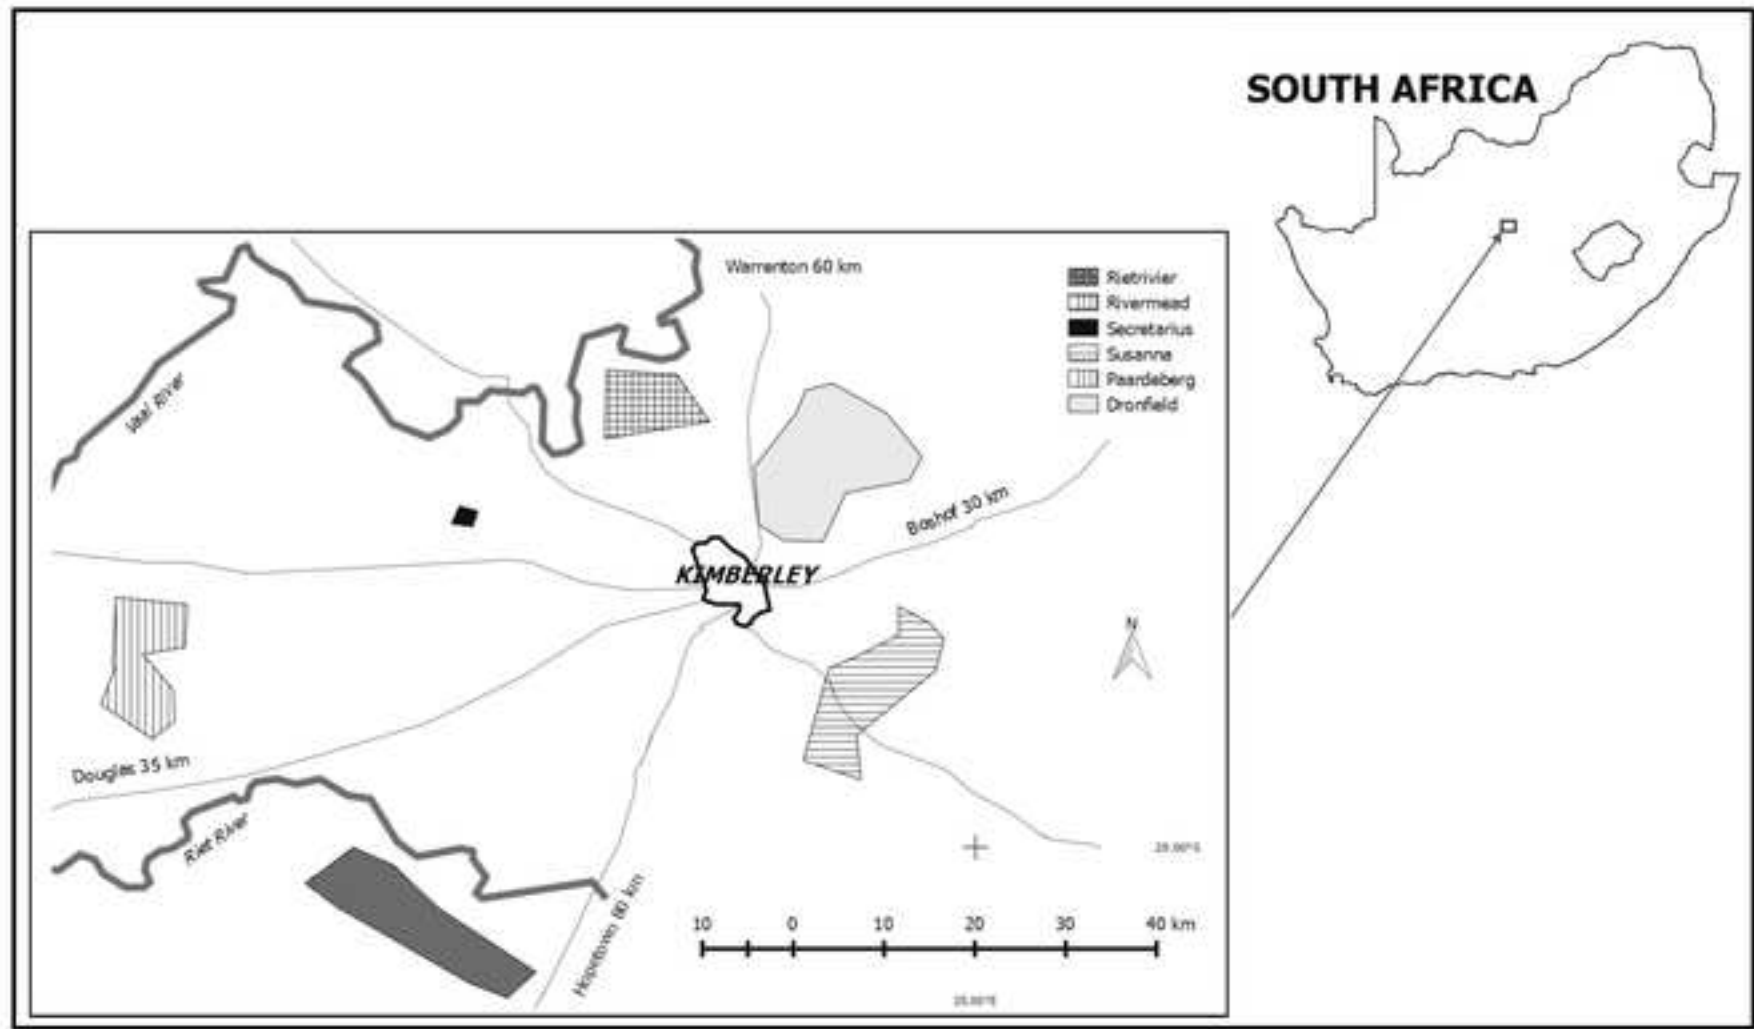 SOUTH AFRICA
Warrenton 60 km
Rietrivier
Rivermead
Secretarius
Susanna
Paardeberg
Dronfield
Vaal River
Boshof 30 km
KIMBERLEY
N
Douglas 35 km
Riet River
Hopetown 80 km
10 0 10 20 30 40 km